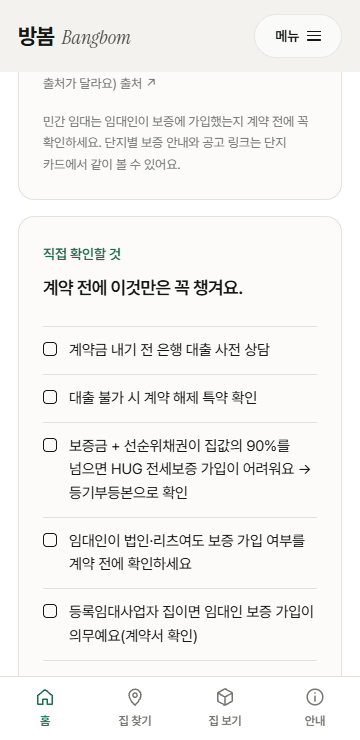 방봄 Bangbom
메뉴
출처가 달라요) 출처 ↗
민간 임대는 임대인이 보증에 가입했는지 계약 전에 꼭
확인하세요. 단지별 보증 안내와 공고 링크는 단지
카드에서 같이 볼 수 있어요.
직접 확인할 것
계약 전에 이것만은 꼭 챙겨요.
계약금 내기 전 은행 대출 사전 상담
대출 불가 시 계약 해제 특약 확인
보증금 + 선순위채권이 집값의 90%를
넘으면 HUG 전세보증 가입이 어려워요 →
등기부등본으로 확인
임대인이 법인·리츠여도 보증 가입 여부를
계약 전에 확인하세요
등록임대사업자 집이면 임대인 보증 가입이
의무예요(계약서 확인)
홈
집 찾기
집 보기
안내